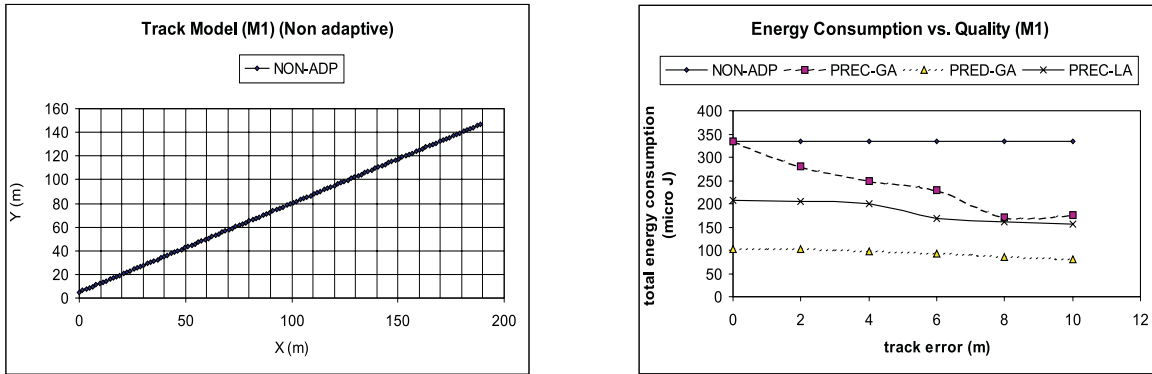 Track Model (M1) (Non adaptive)
NON-ADP
160
140
120
100
80
60
40
20
0
Y (m)
0 50 100 150 200
X (m)
Energy Consumption vs. Quality (M1)
NON-ADP PREC-GA PRED-GA PREC-LA
total energy consumption
(micro J)
400
350
300
250
200
150
100
50
0
0 2 4 6 8 10 12
track error (m)